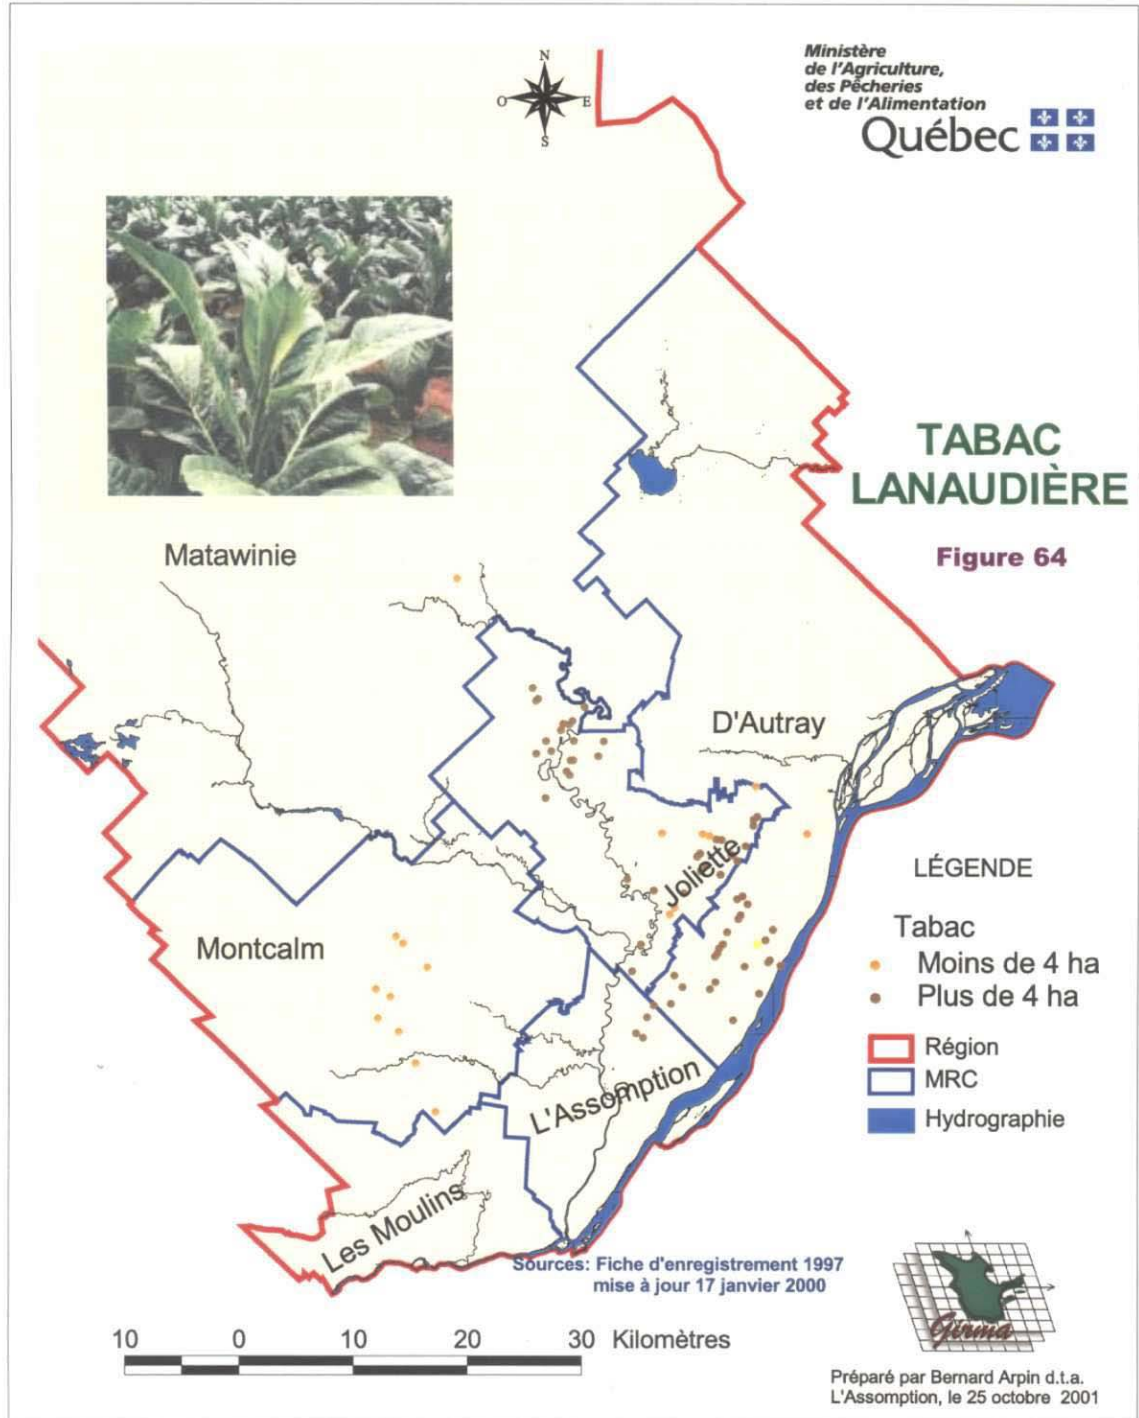 Ministère
de l'Agriculture,
des Pêcheries
et de l'Alimentation
Québec
N
O
E
S
TABAC
LANAUDIÈRE
Figure 64
Matawinie
D'Autray
Joliette
Montcalm
L'Assomption
Les Moulins
LÉGENDE
Tabac
Moins de 4 ha
Plus de 4 ha
Région
MRC
Hydrographie
Sources: Fiche d'enregistrement 1997
mise à jour 17 janvier 2000
10 0 10 20 30 Kilomètres
Girma
Préparé par Bernard Arpin d.t.a.
L'Assomption, le 25 octobre 2001